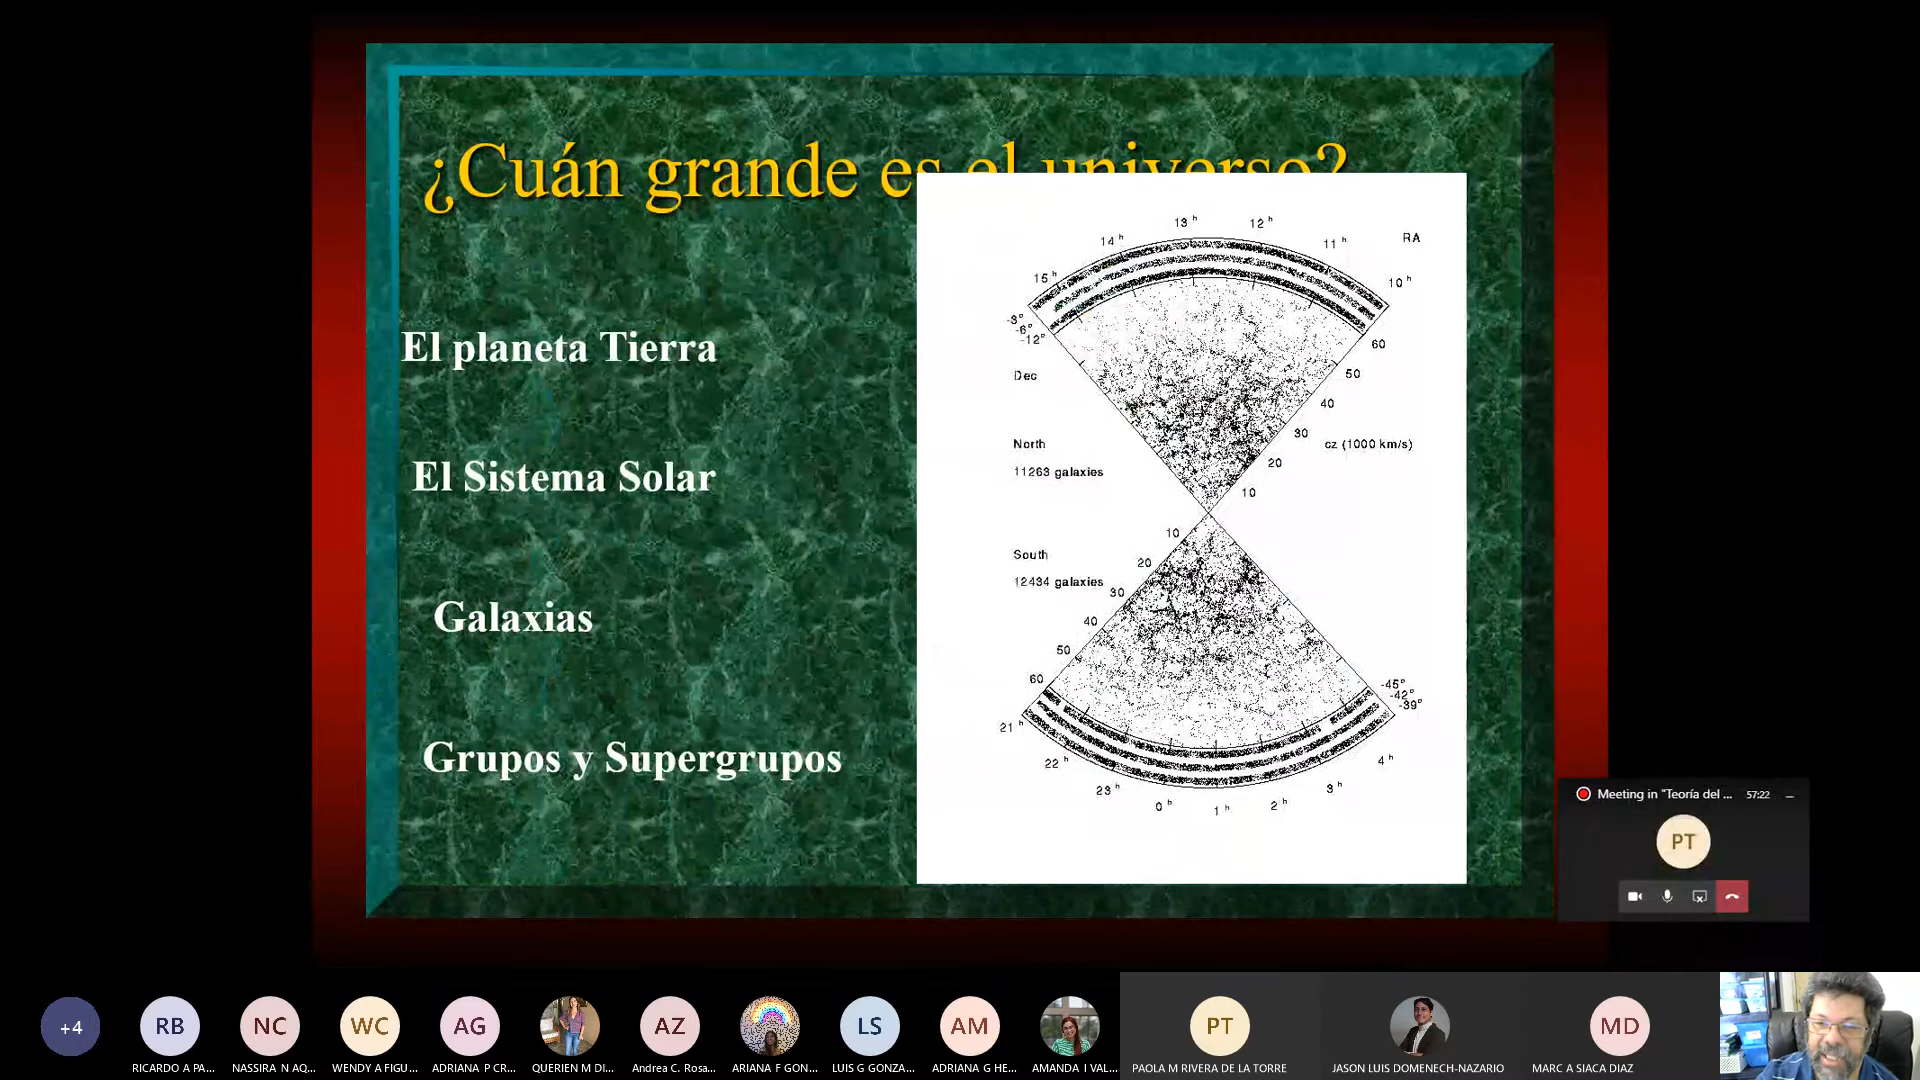 ¿Cuán grande es el universo?
El planeta Tierra
El Sistema Solar
Galaxias
Grupos y Supergrupos
13 h
12 h
14 h
11 h
RA
15 h
10 h
-3°
-6°
-12°
60
Dec
50
40
30
North
cz (1000 km/s)
20
11263 galaxies
10
10
South
20
12434 galaxies
30
40
50
60
-45°
-42°
-39°
21 h
22 h
4 h
23 h
3 h
0 h
1 h
2 h
Meeting in "Teoría del ...
57:22
PT
+4
RB
NC
WC
AG
AZ
LS
AM
PT
MD
RICARDO A PA...
NASSIRA N AQ...
WENDY A FIGU...
ADRIANA P CR...
QUERIEN M DI...
Andrea C. Rosa...
ARIANA F GON...
LUIS G GONZA...
ADRIANA G HE...
AMANDA I VAL...
PAOLA M RIVERA DE LA TORRE
JASON LUIS DOMENECH-NAZARIO
MARC A SIACA DIAZ